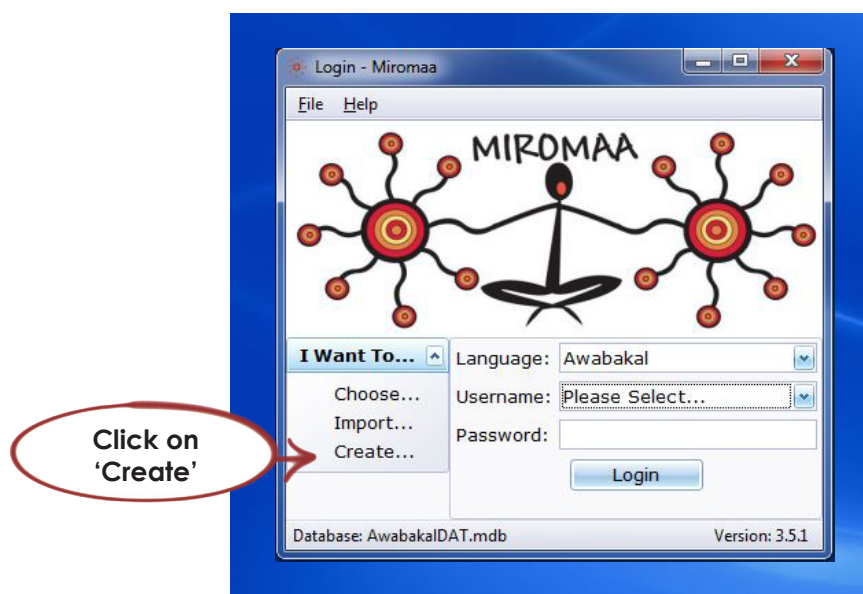 Login - Miromaa
File Help
MIROMAA
I Want To...
Language: Awabakal
Choose...
Username: Please Select...
Import...
Password:
Create...
Click on
‘Create’
Login
Database: AwabakalDAT.mdb Version: 3.5.1